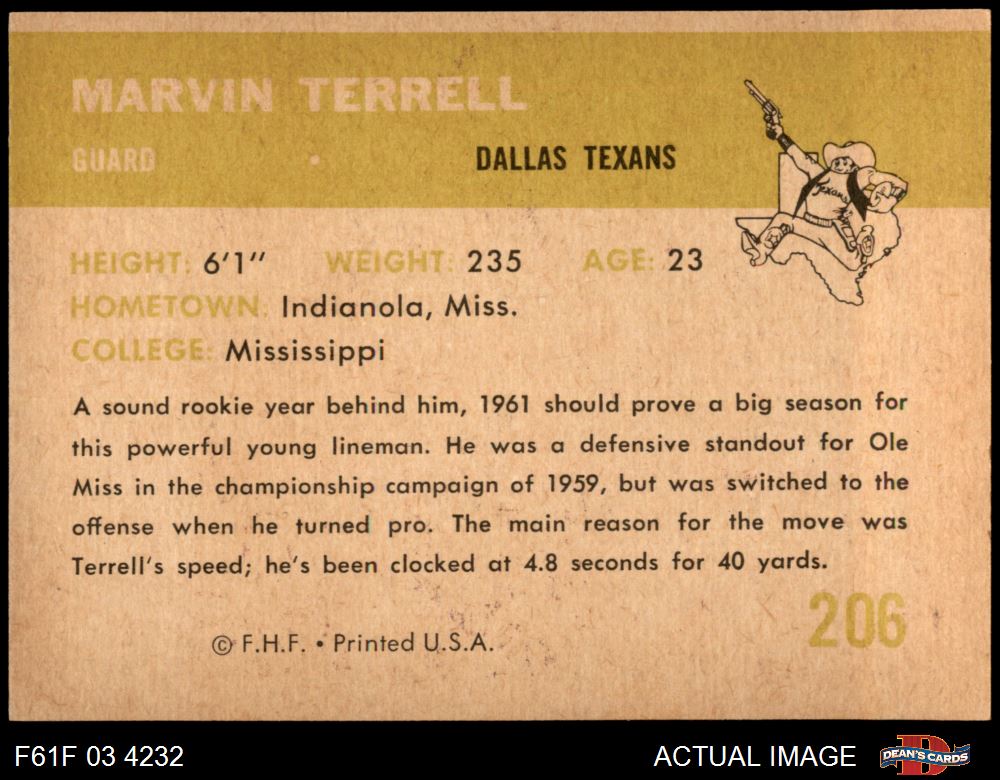 MARVIN TERRELL
GUARD • DALLAS TEXANS
Texans
HEIGHT: 6'1" WEIGHT: 235 AGE: 23
HOMETOWN: Indianola, Miss.
COLLEGE: Mississippi
A sound rookie year behind him, 1961 should prove a big season for
this powerful young lineman. He was a defensive standout for Ole
Miss in the championship campaign of 1959, but was switched to the
offense when he turned pro. The main reason for the move was
Terrell's speed; he's been clocked at 4.8 seconds for 40 yards.
206
© F.H.F. • Printed U.S.A.
F61F 03 4232 ACTUAL IMAGE DEAN'S CARDS